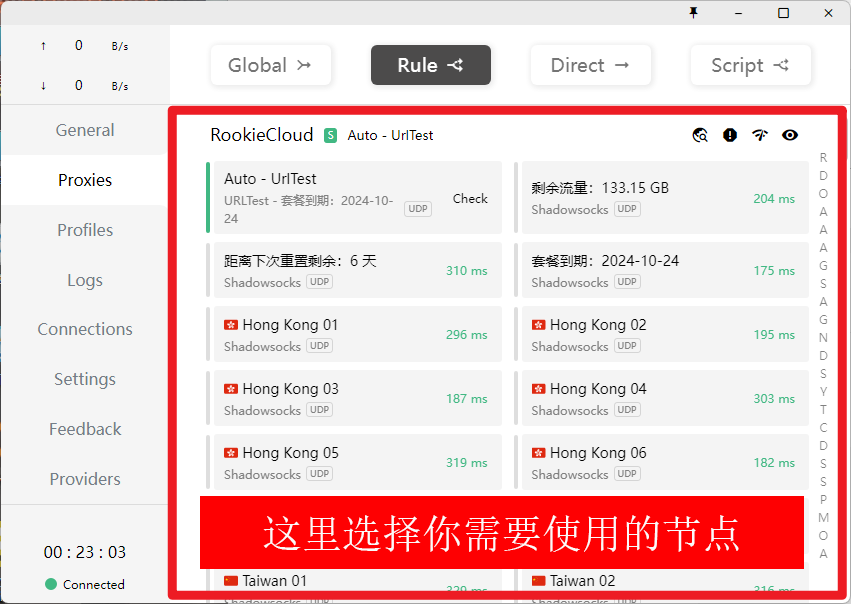 ↑ 0 B/s
↓ 0 B/s
Global
Rule
Direct
Script
General
Proxies
Profiles
Logs
Connections
Settings
Feedback
Providers
00 : 23 : 03
Connected
RookieCloud S Auto - UrlTest
Auto - UrlTest
URLTest - 套餐到期：2024-10-
24
UDP
Check
剩余流量：133.15 GB
Shadowsocks UDP
204 ms
距离下次重置剩余：6 天
Shadowsocks UDP
310 ms
套餐到期：2024-10-24
Shadowsocks UDP
175 ms
Hong Kong 01
Shadowsocks UDP
296 ms
Hong Kong 02
Shadowsocks UDP
195 ms
Hong Kong 03
Shadowsocks UDP
187 ms
Hong Kong 04
Shadowsocks UDP
303 ms
Hong Kong 05
Shadowsocks UDP
319 ms
Hong Kong 06
Shadowsocks UDP
182 ms
这里选择你需要使用的节点
Taiwan 01
Shadowsocks UDP
329 ms
Taiwan 02
Shadowsocks UDP
316 ms
R
D
O
A
A
A
G
S
A
G
N
D
S
Y
T
C
D
S
S
P
M
O
A